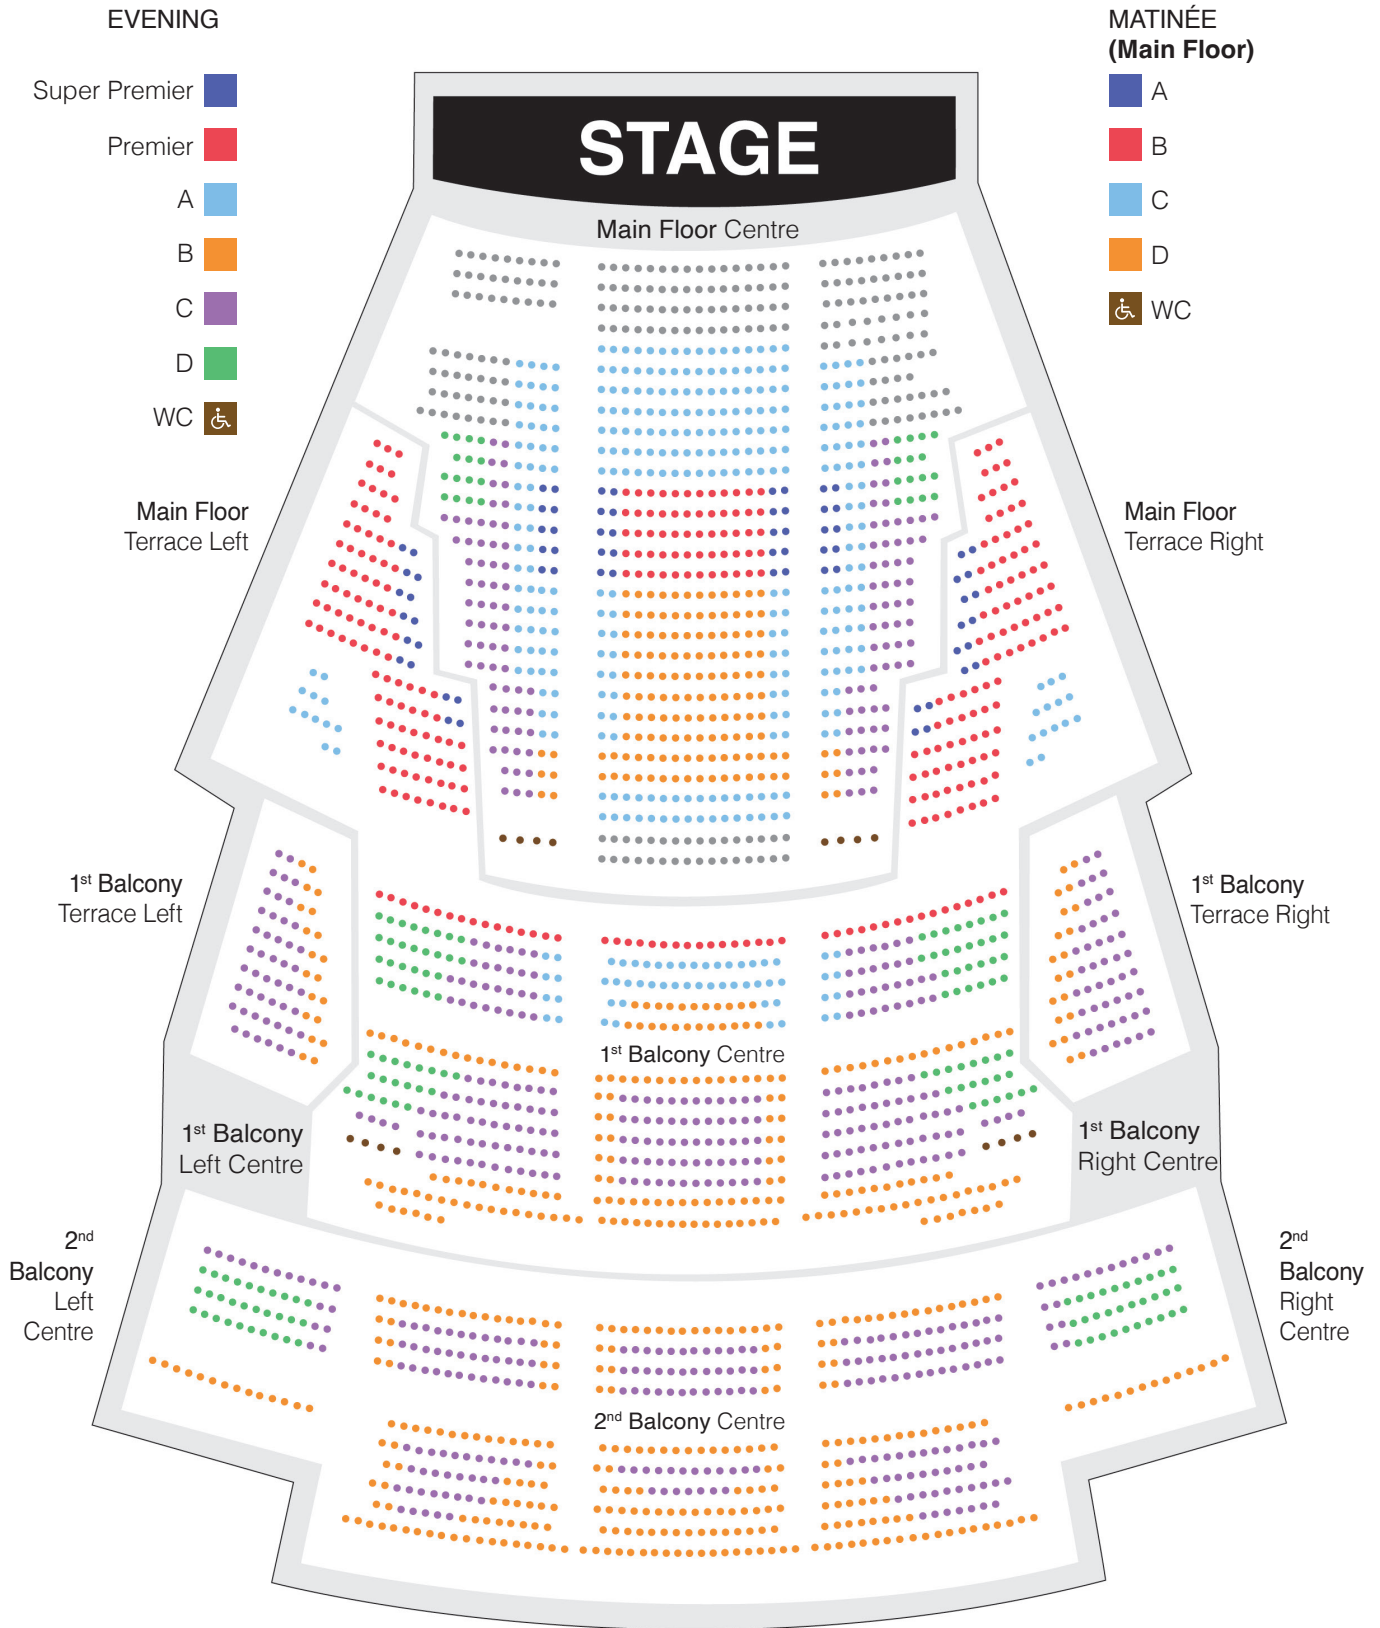 EVENING
Super Premier
Premier
A
B
C
D
WC
MATINÉE
(Main Floor)
A
B
C
D
WC
STAGE
Main Floor Centre
Main Floor
Terrace Left
Main Floor
Terrace Right
1st Balcony
Terrace Left
1st Balcony
Terrace Right
1st Balcony Centre
1st Balcony
Left Centre
1st Balcony
Right Centre
2nd
Balcony
Left
Centre
2nd
Balcony
Right
Centre
2nd Balcony Centre